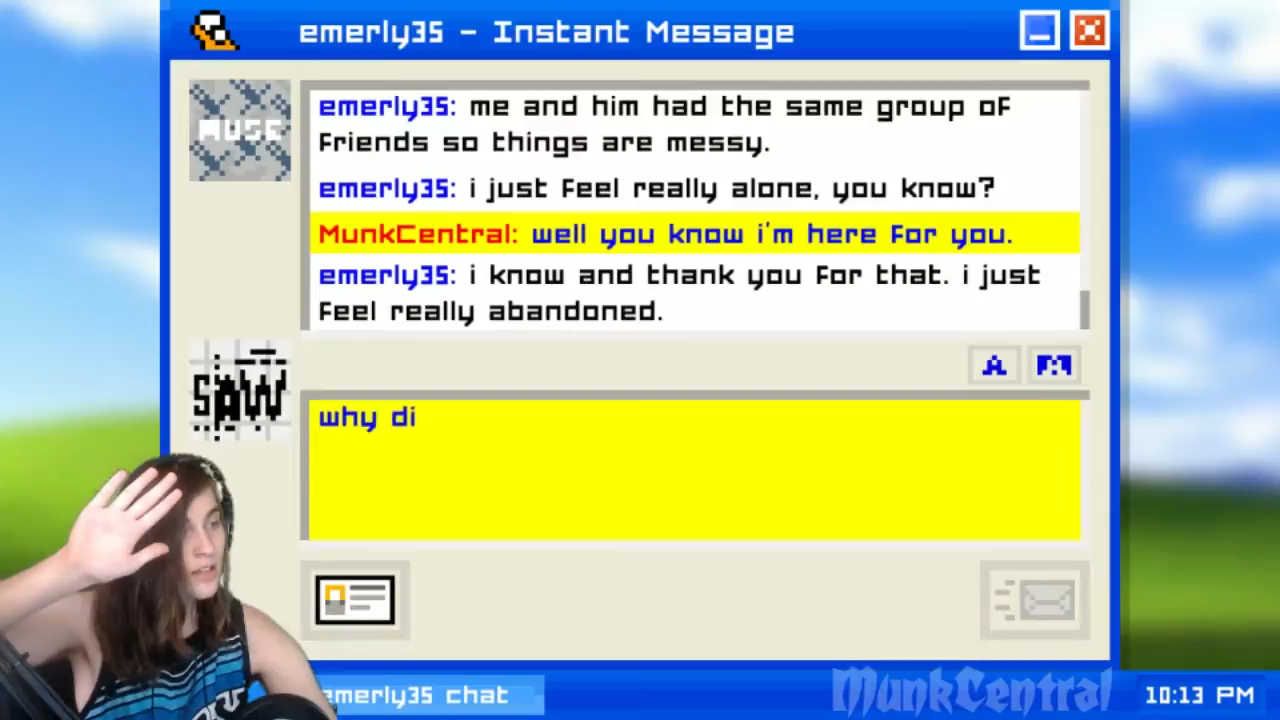 emerly35 - Instant Message
MUSE
emerly35: me and him had the same group of
friends so things are messy.
emerly35: i just feel really alone, you know?
MunkCentral: well you know i'm here for you.
emerly35: i know and thank you for that. i just
feel really abandoned.
A
SAW
why di
emerly35 chat
MunkCentral
10:13 PM